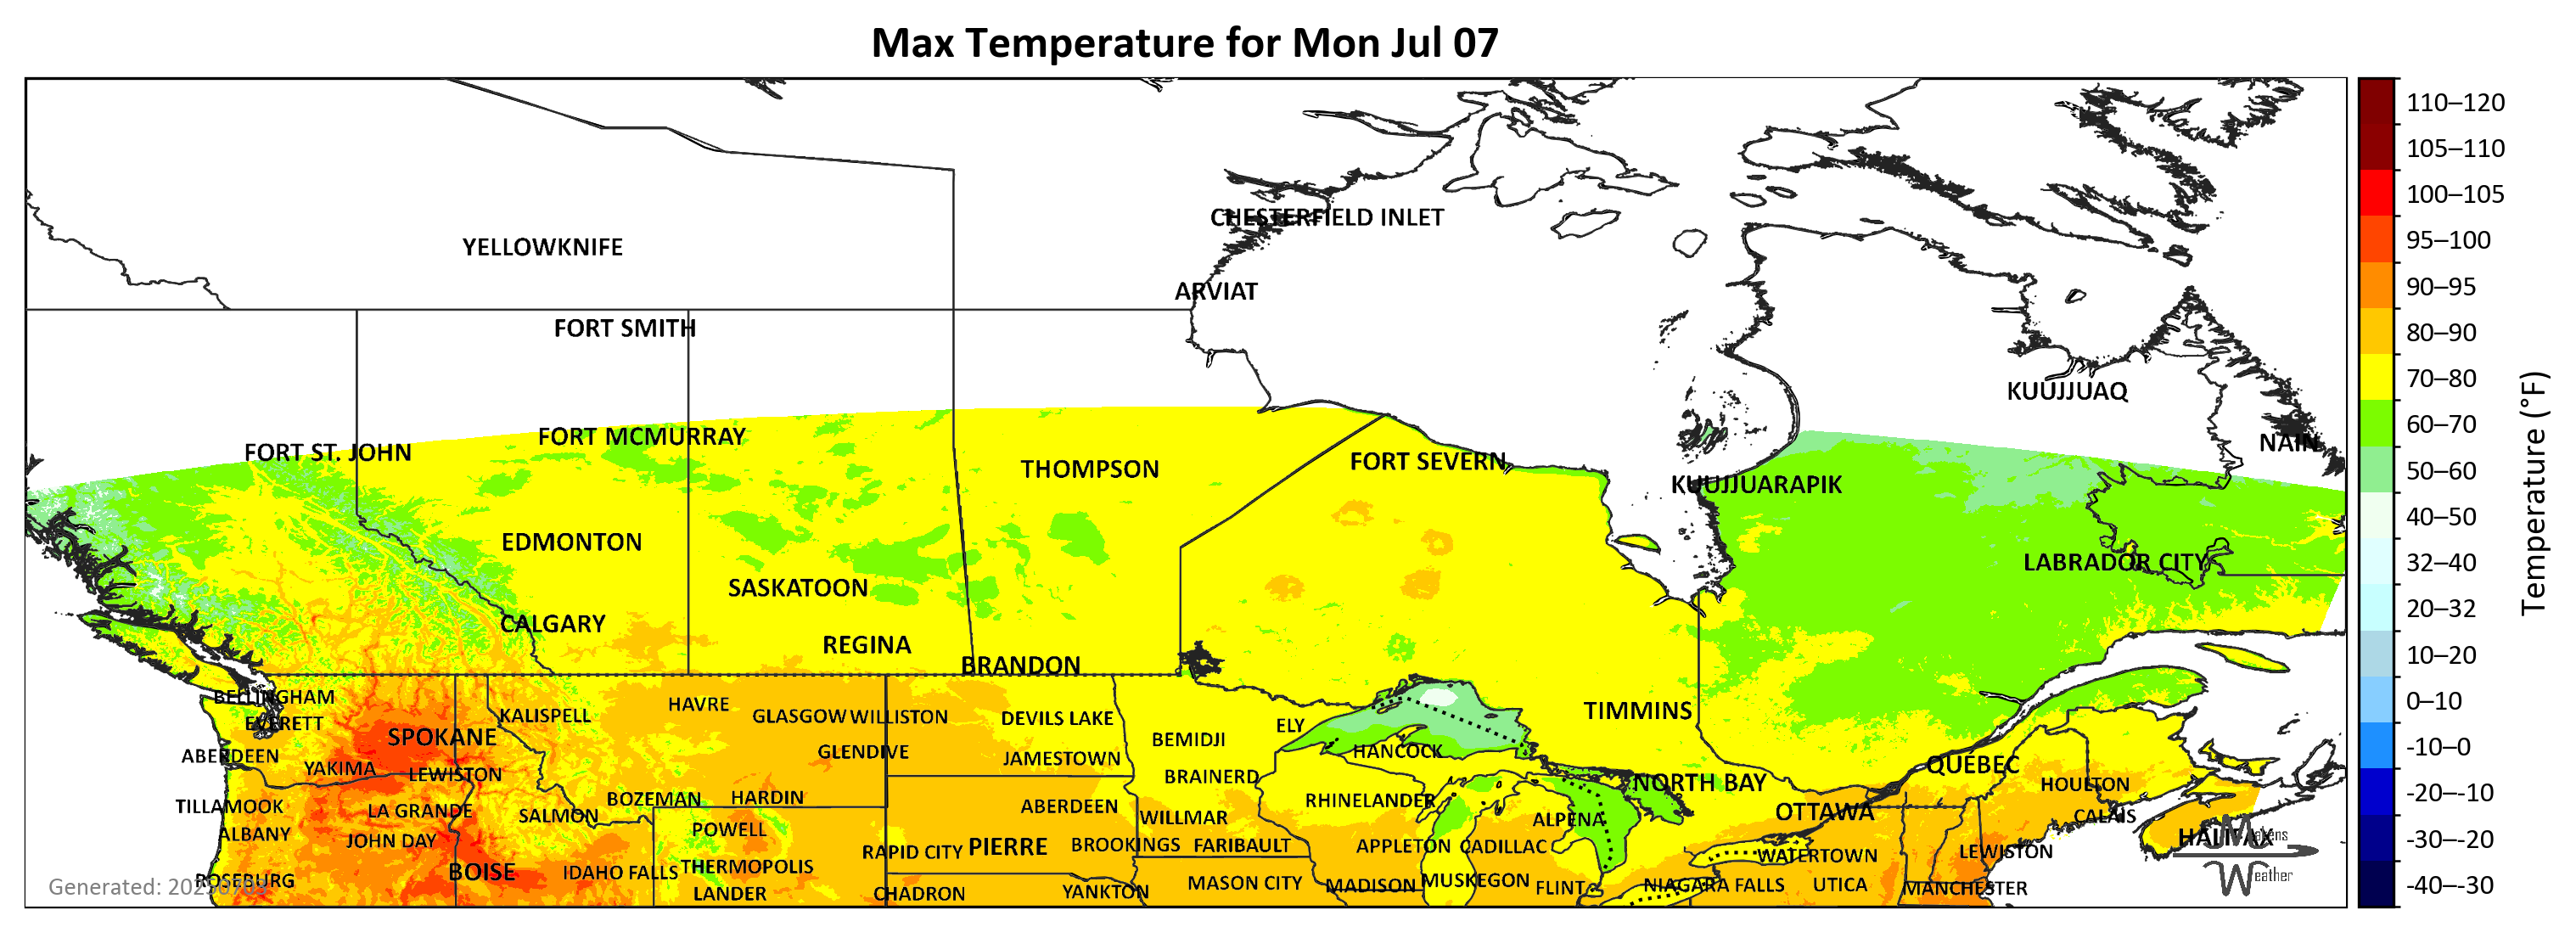 Max Temperature for Mon Jul 07
CHESTERFIELD INLET
YELLOWKNIFE
ARVIAT
FORT SMITH
KUUJJUAQ
FORT MCMURRAY
NAIN
FORT ST. JOHN
FORT SEVERN
THOMPSON
KUUJJUARAPIK
EDMONTON
LABRADOR CITY
SASKATOON
CALGARY
REGINA
BRANDON
BELLINGHAM
HAVRE
TIMMINS
KALISPELL
GLASGOW
WILLISTON
DEVILS LAKE
EVERETT
ELY
SPOKANE
BEMIDJI
ABERDEEN
GLENDIVE
HANCOCK
JAMESTOWN
QUÉBEC
YAKIMA
LEWISTON
BRAINERD
NORTH BAY
HOULTON
BOZEMAN
HARDIN
RHINELANDER
TILLAMOOK
ABERDEEN
LA GRANDE
SALMON
WILLMAR
ALPENA
OTTAWA
CALAIS
ALBANY
POWELL
HALIFAX
Matens
JOHN DAY
PIERRE
BROOKINGS
FARIBAULT
APPLETON
CADILLAC
RAPID CITY
LEWISTON
WATERTOWN
BOISE
IDAHO FALLS
THERMOPOLIS
Weather
ROSEBURG
MASON CITY
MADISON
MUSKEGON
FLINT
NIAGARA FALLS
UTICA
MANCHESTER
Generated:
LANDER
CHADRON
YANKTON
110–120
105–110
100–105
95–100
90–95
80–90
70–80
60–70
50–60
40–50
32–40
20–32
10–20
0–10
-10–0
-20–-10
-30–-20
-40–-30
Temperature (°F)